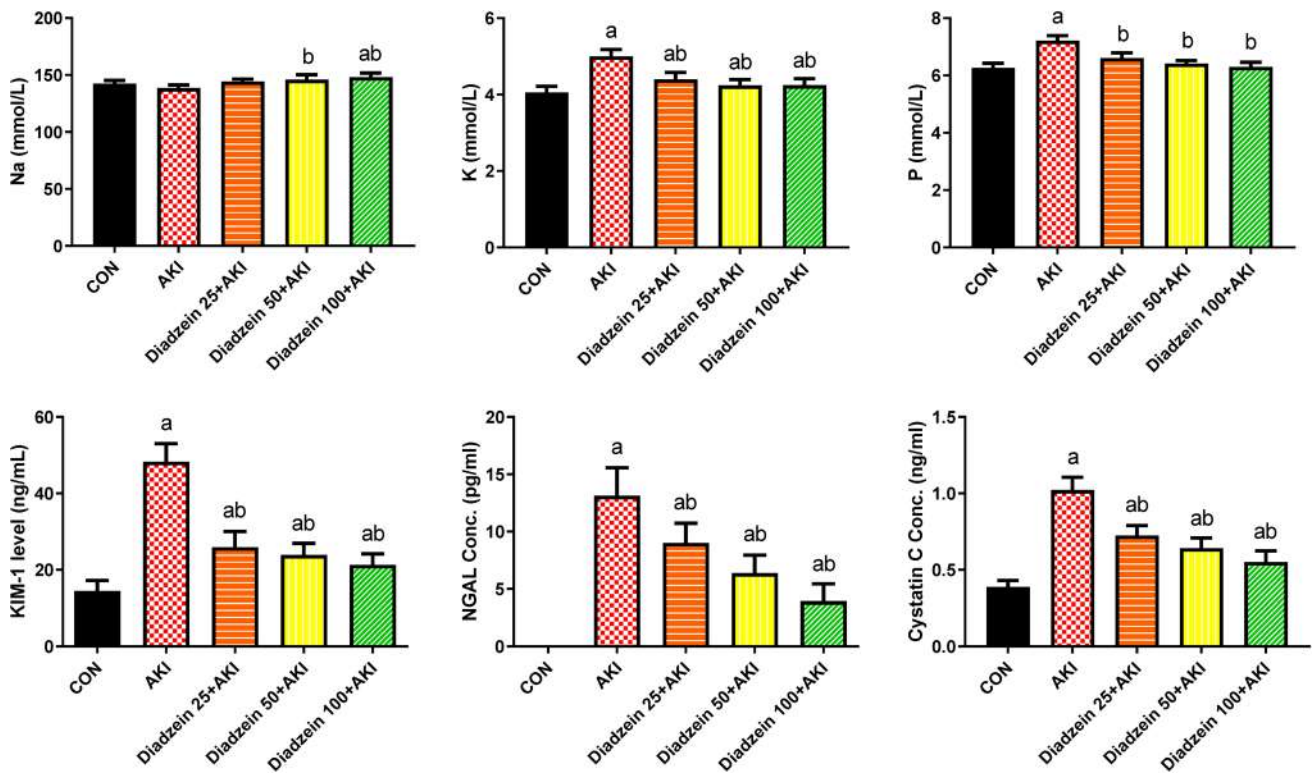 Na (mmol/L)
200
150
100
50
0
b
ab
CON
AKI
Diadzein 25+AKI
Diadzein 50+AKI
Diadzein 100+AKI
K (mmol/L)
6
4
2
0
a
ab
ab
ab
CON
AKI
Diadzein 25+AKI
Diadzein 50+AKI
Diadzein 100+AKI
P (mmol/L)
8
6
4
2
0
a
b
b
b
CON
AKI
Diadzein 25+AKI
Diadzein 50+AKI
Diadzein 100+AKI
KIM-1 level (ng/mL)
60
40
20
0
a
ab
ab
ab
CON
AKI
Diadzein 25+AKI
Diadzein 50+AKI
Diadzein 100+AKI
NGAL Conc. (pg/ml)
20
15
10
5
0
a
ab
ab
ab
CON
AKI
Diadzein 25+AKI
Diadzein 50+AKI
Diadzein 100+AKI
Cystatin C Conc. (ng/ml)
1.5
1.0
0.5
0.0
a
ab
ab
ab
CON
AKI
Diadzein 25+AKI
Diadzein 50+AKI
Diadzein 100+AKI